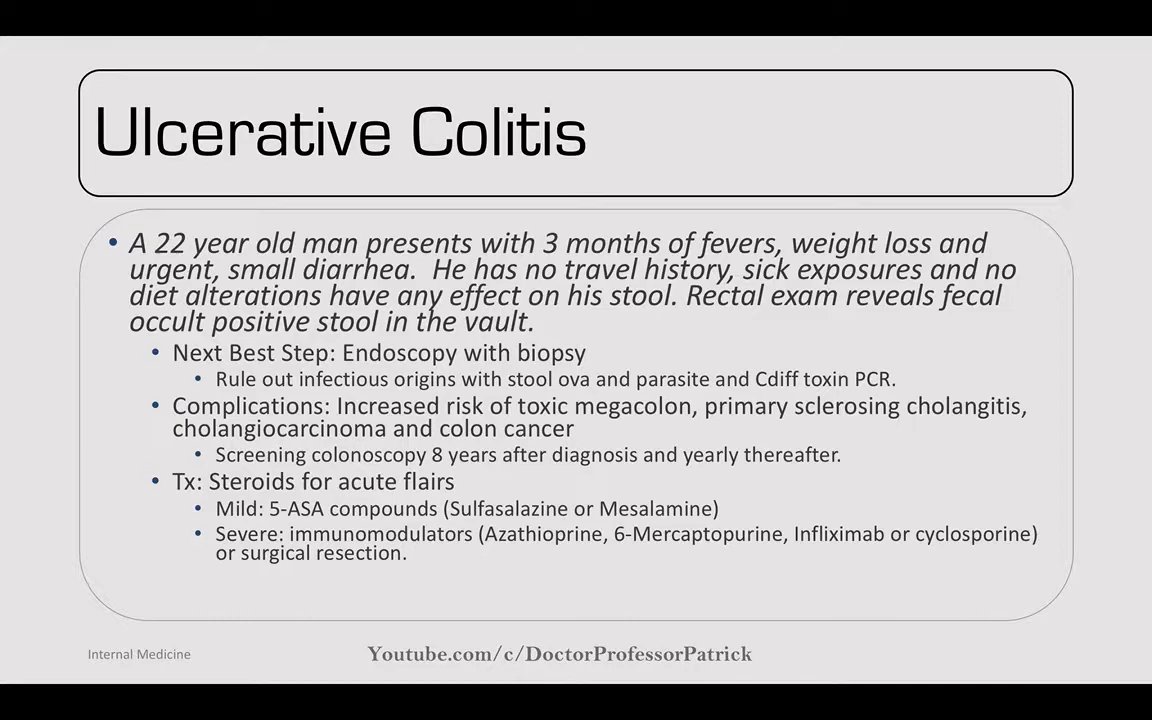 Ulcerative Colitis
• A 22 year old man presents with 3 months of fevers, weight loss and
urgent, small diarrhea.  He has no travel history, sick exposures and no
diet alterations have any effect on his stool. Rectal exam reveals fecal
occult positive stool in the vault.
• Next Best Step: Endoscopy with biopsy
• Rule out infectious origins with stool ova and parasite and Cdiff toxin PCR.
• Complications: Increased risk of toxic megacolon, primary sclerosing cholangitis,
cholangiocarcinoma and colon cancer
• Screening colonoscopy 8 years after diagnosis and yearly thereafter.
• Tx: Steroids for acute flairs
• Mild: 5-ASA compounds (Sulfasalazine or Mesalamine)
• Severe: immunomodulators (Azathioprine, 6-Mercaptopurine, Infliximab or cyclosporine)
or surgical resection.
Internal Medicine
Youtube.com/c/DoctorProfessorPatrick